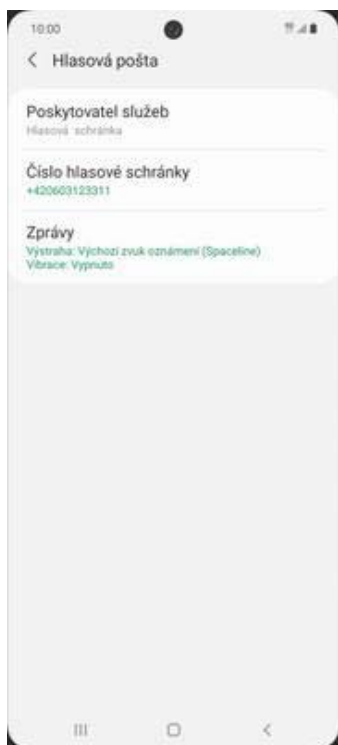 10:00
Hlasová pošta
Poskytovatel služeb
Hlasová schránka
Číslo hlasové schránky
+420603123311
Zprávy
Výstraha: Výchozí zvuk oznámení (Spaceline)
Vibrace: Vypnuto